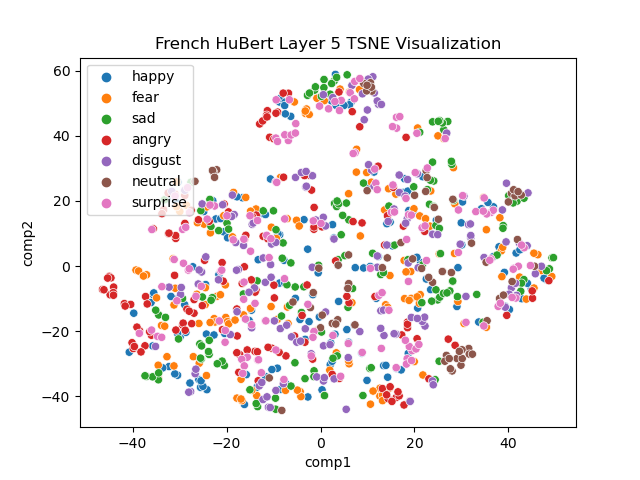 French HuBert Layer 5 TSNE Visualization
happy
fear
sad
angry
disgust
neutral
surprise
60
40
20
0
−20
−40
comp2
−40 −20 0 20 40
comp1